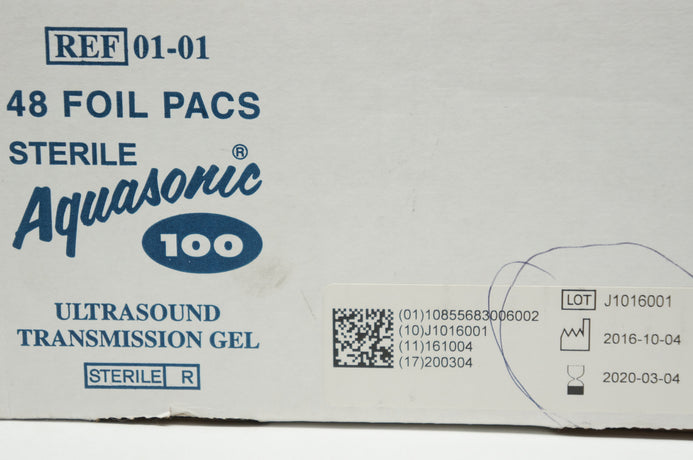 REF 01-01
48 FOIL PACS
STERILE
Aquasonic®
100
ULTRASOUND
TRANSMISSION GEL
STERILE R
(01)10855683006002
(10)J1016001
(11)161004
(17)200304
LOT J1016001
2016-10-04
2020-03-04